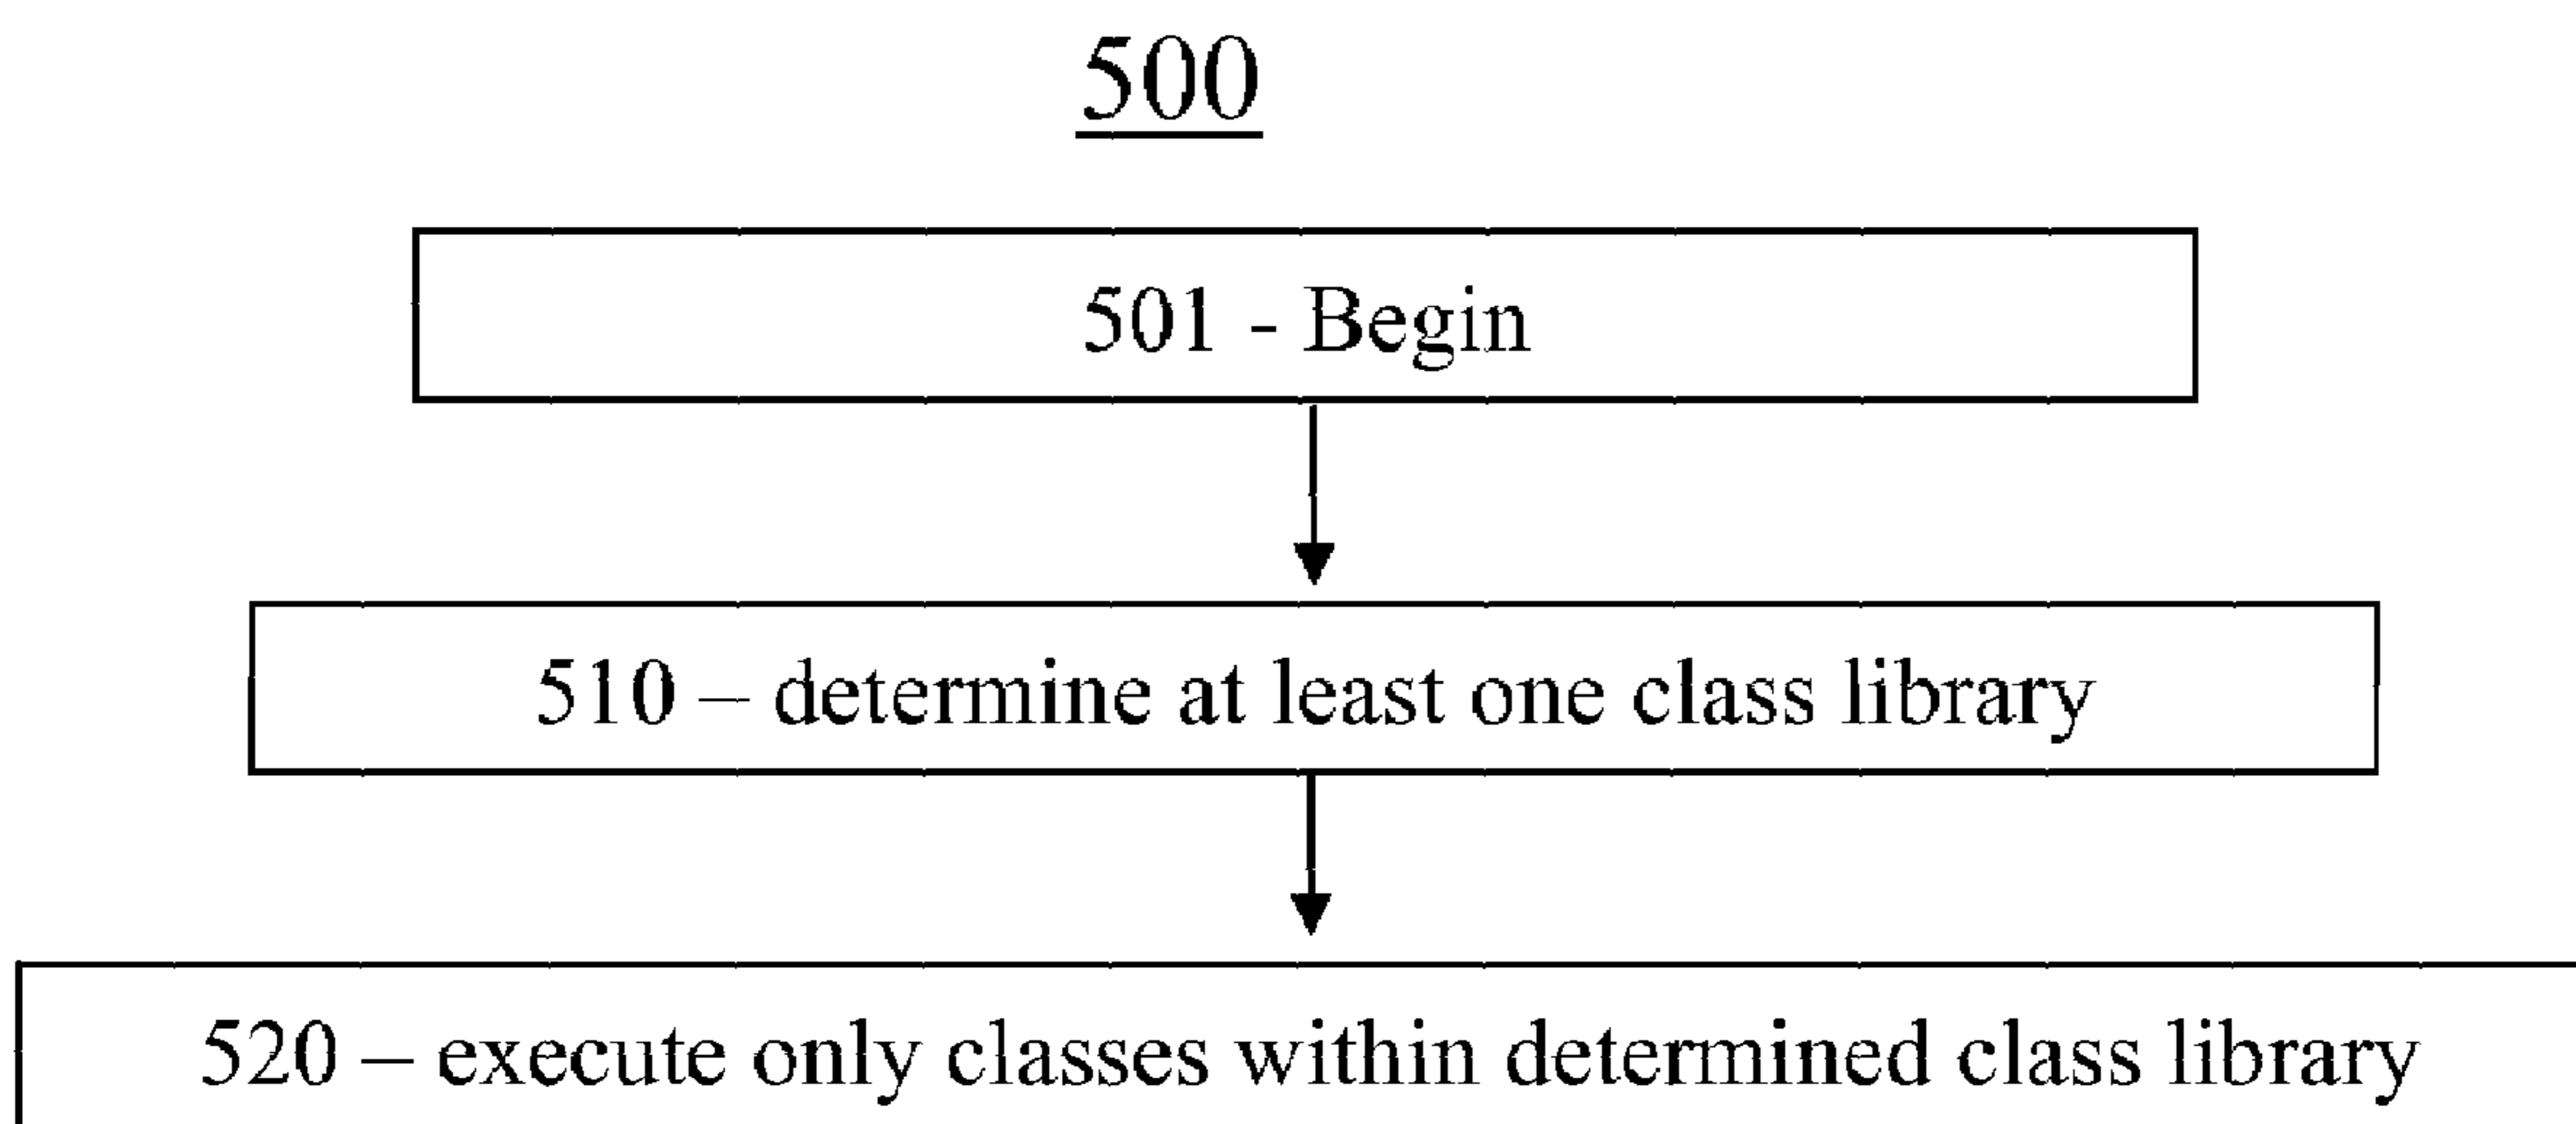 500
501 - Begin
510 – determine at least one class library
520 – execute only classes within determined class library